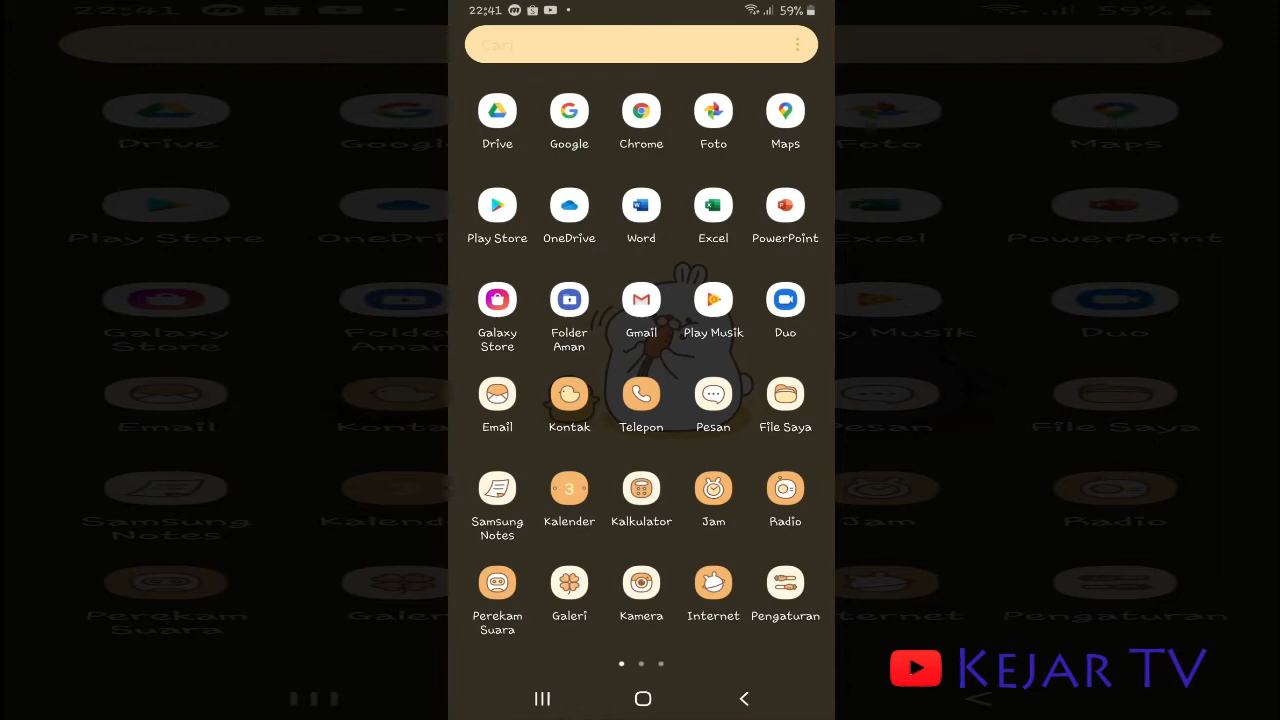 22:41 59%
Cari
Drive Google Chrome Foto Maps
Play Store OneDrive Word Excel PowerPoint
Galaxy Store Folder Aman Gmail Play Musik Duo
Email Kontak Telepon Pesan File Saya
3
Samsung Notes Kalender Kalkulator Jam Radio
Perekam Suara Galeri Kamera Internet Pengaturan
KEJAR TV